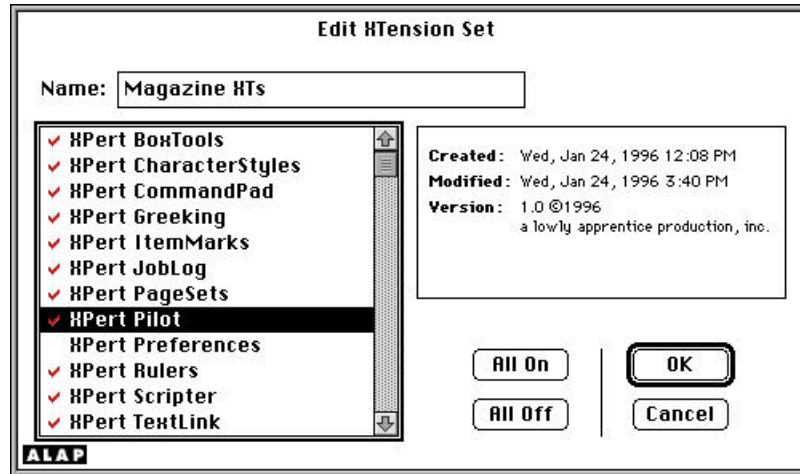 Edit XTension Set
Name: Magazine XTs
XPert BoxTools
XPert CharacterStyles
XPert CommandPad
XPert Greeking
XPert ItemMarks
XPert JobLog
XPert PageSets
XPert Pilot
XPert Preferences
XPert Rulers
XPert Scripter
XPert TextLink
Created: Wed, Jan 24, 1996 12:08 PM
Modified: Wed, Jan 24, 1996 3:40 PM
Version: 1.0 ©1996
a lowly apprentice production, inc.
All On
OK
All Off
Cancel
ALAP